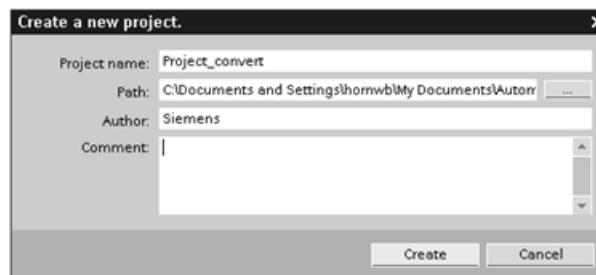 Create a new project.
Project name: Project_convert
Path: C:\Documents and Settings\hornwb\My Documents\Autom ...
Author: Siemens
Comment:
Create Cancel